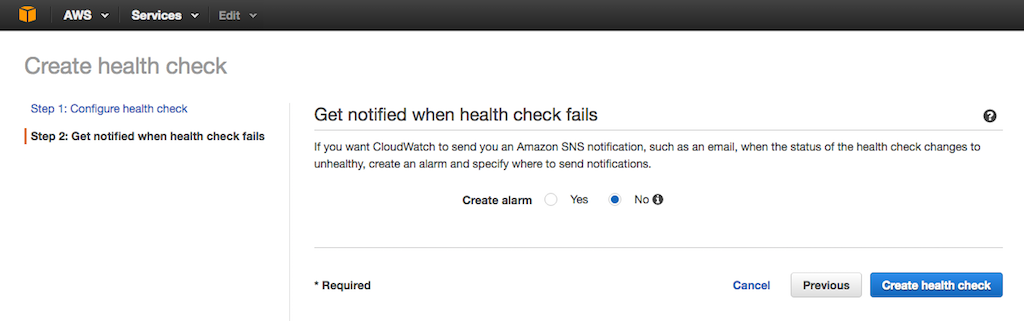 AWS Services Edit
Create health check
Step 1: Configure health check
Step 2: Get notified when health check fails
Get notified when health check fails
If you want CloudWatch to send you an Amazon SNS notification, such as an email, when the status of the health check changes to
unhealthy, create an alarm and specify where to send notifications.
Create alarm Yes No
* Required
Cancel Previous Create health check